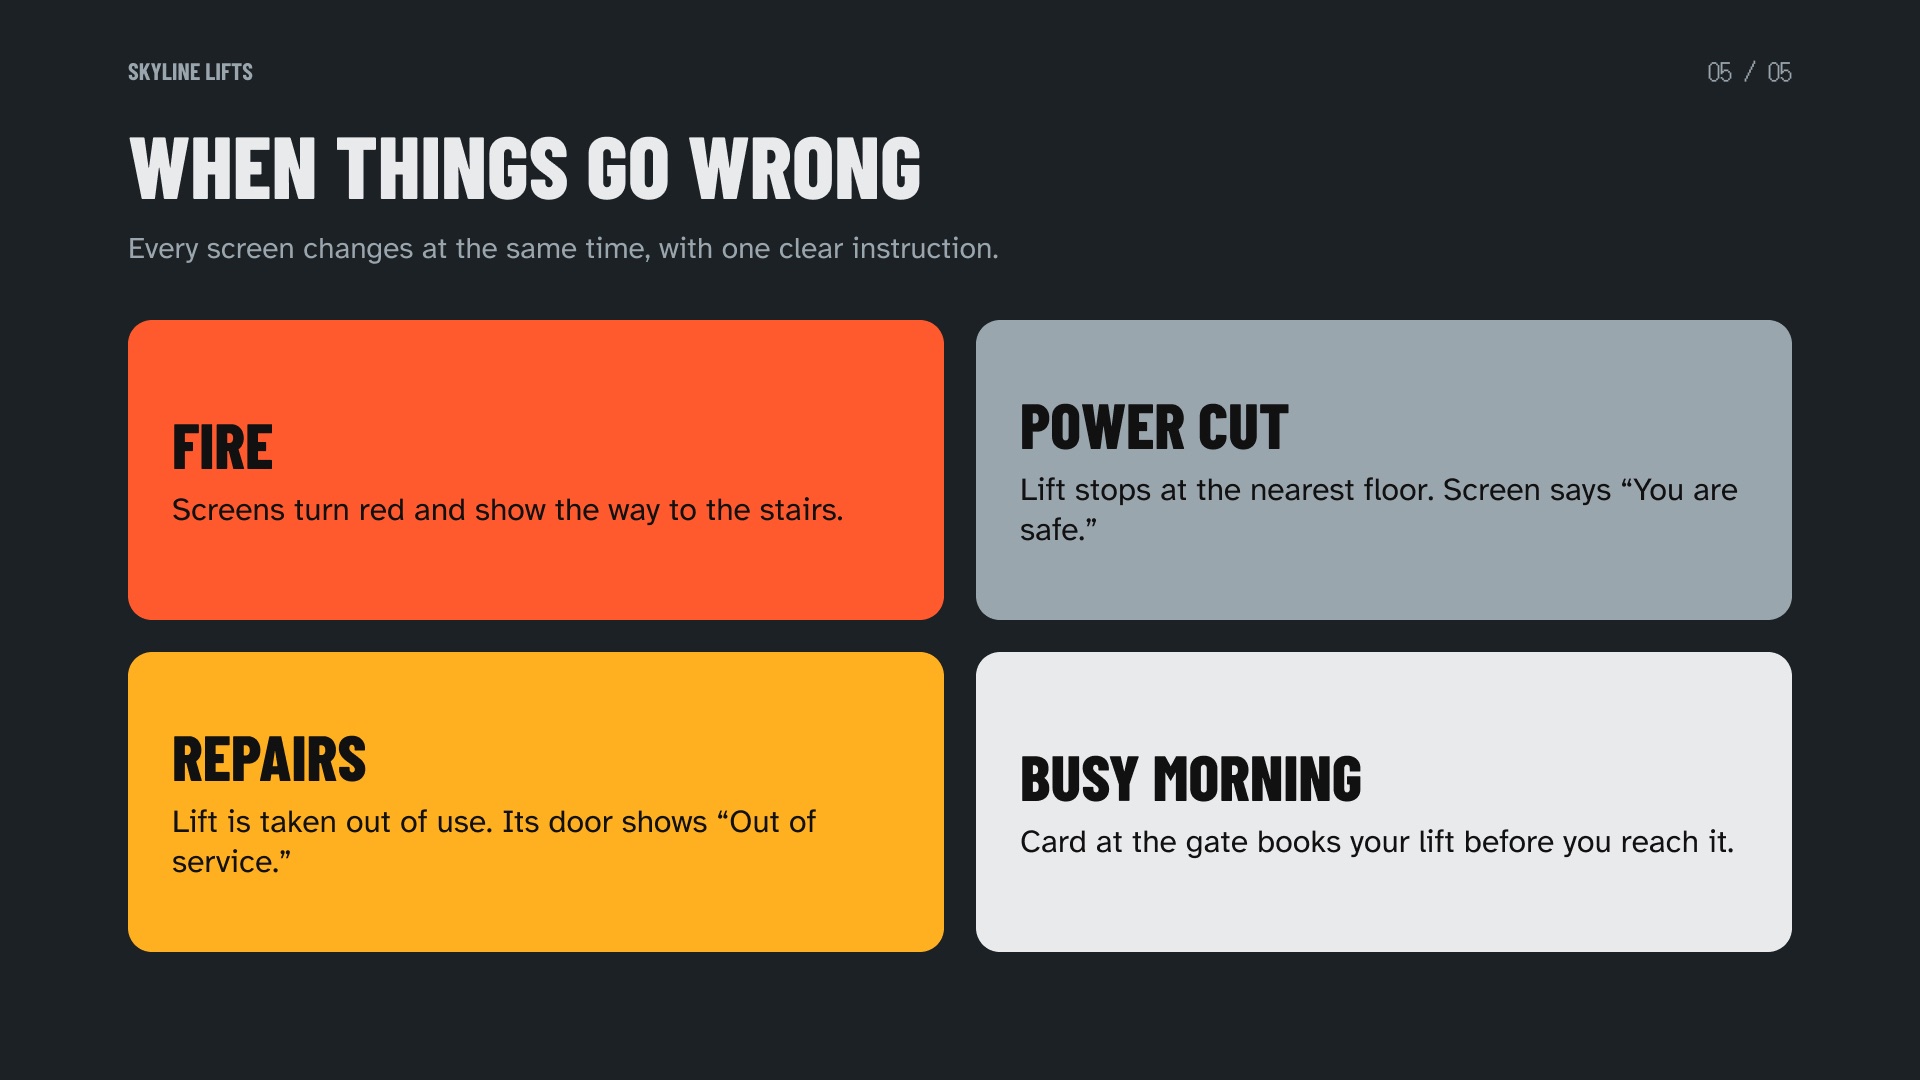 SKYLINE LIFTS
05 / 05
WHEN THINGS GO WRONG
Every screen changes at the same time, with one clear instruction.
FIRE
Screens turn red and show the way to the stairs.
POWER CUT
Lift stops at the nearest floor. Screen says “You are
safe.”
REPAIRS
Lift is taken out of use. Its door shows “Out of
service.”
BUSY MORNING
Card at the gate books your lift before you reach it.